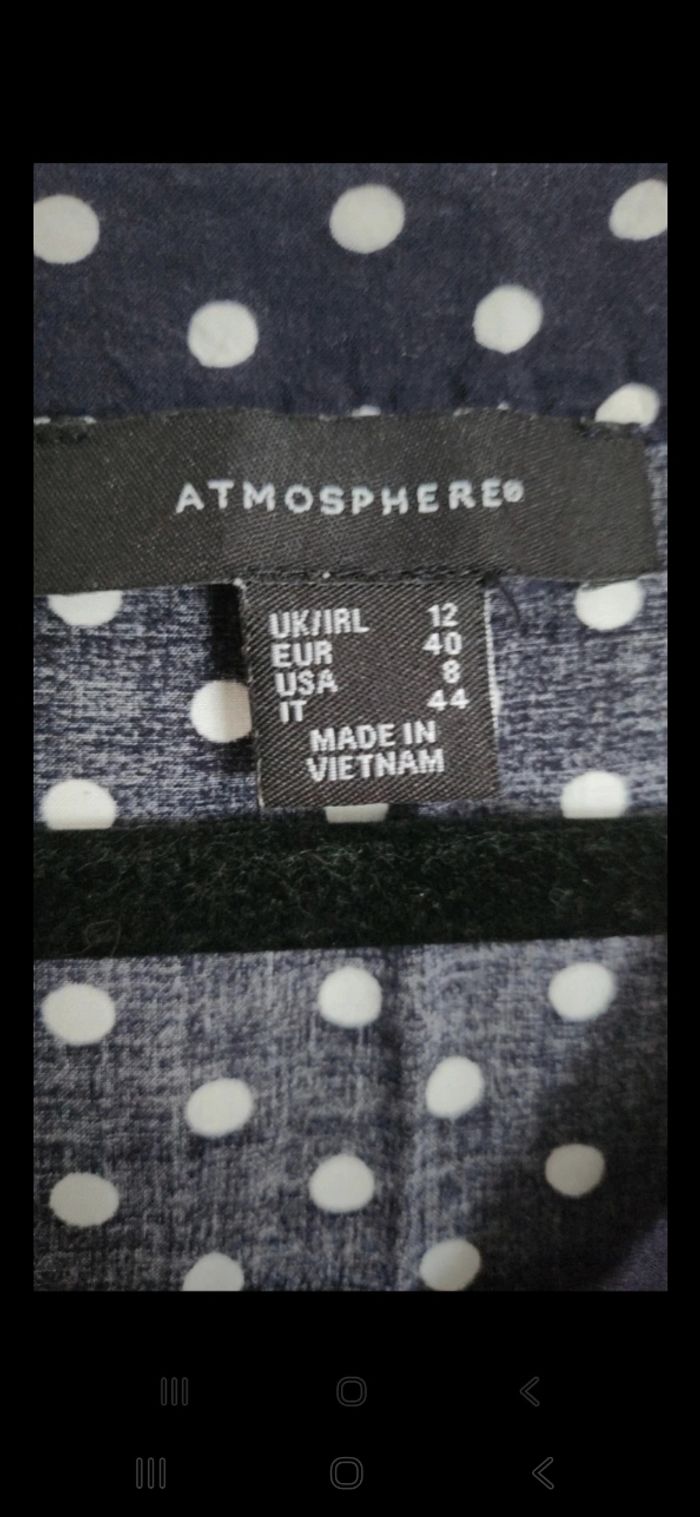 ATMOSPHERE®
UK/IRL 12
EUR 40
USA 8
IT 44
MADE IN
VIETNAM